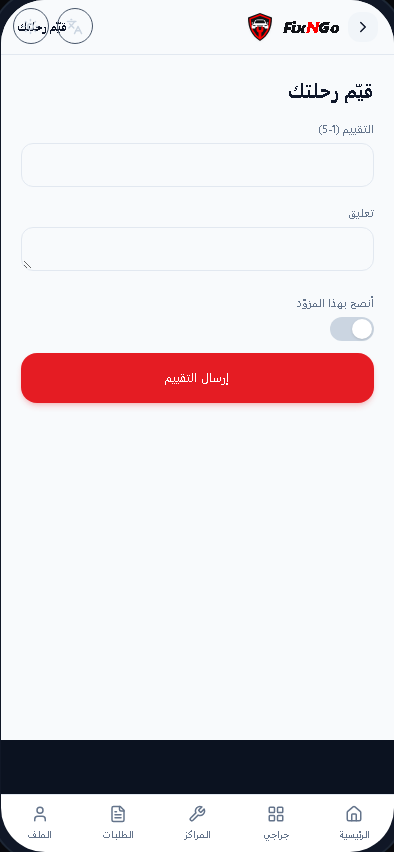 FixNGo
قيّم رحلتك
قيّم رحلتك
التقييم (1-5)
تعليق
أنصح بهذا المزوّد
إرسال التقييم
الرئيسية
جراجي
المراكز
الطلبات
الملف